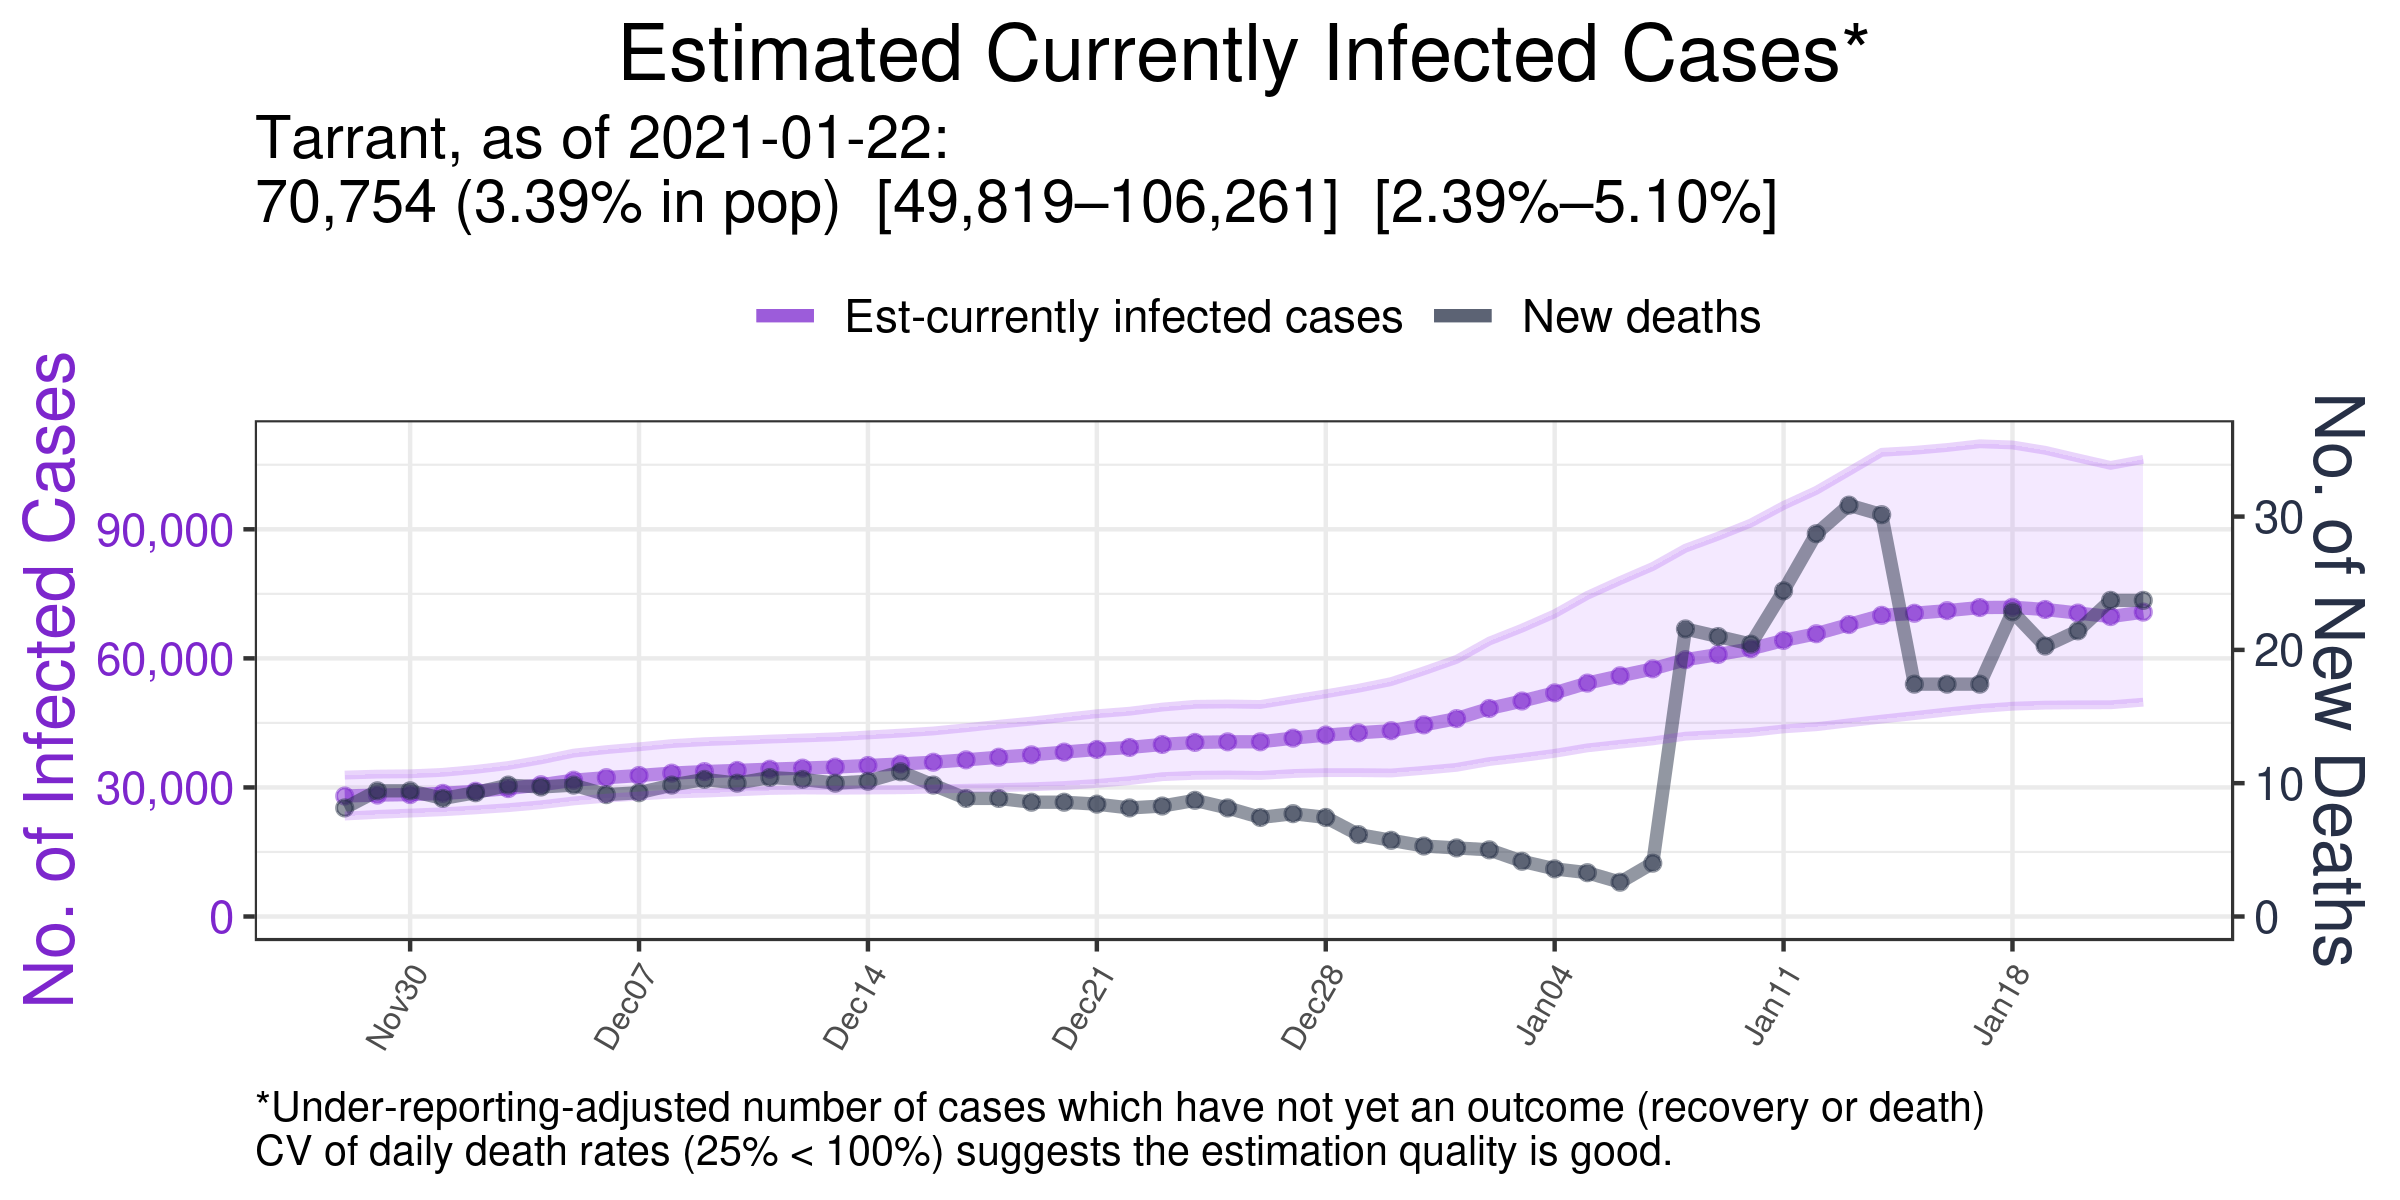 Estimated Currently Infected Cases*
Tarrant, as of 2021-01-22:
70,754 (3.39% in pop)  [49,819–106,261]  [2.39%–5.10%]
Est-currently infected cases
New deaths
No. of Infected Cases
90,000
60,000
30,000
0
30
20
10
0
No. of New Deaths
Nov30
Dec07
Dec14
Dec21
Dec28
Jan04
Jan11
Jan18
*Under-reporting-adjusted number of cases which have not yet an outcome (recovery or death)
CV of daily death rates (25% < 100%) suggests the estimation quality is good.